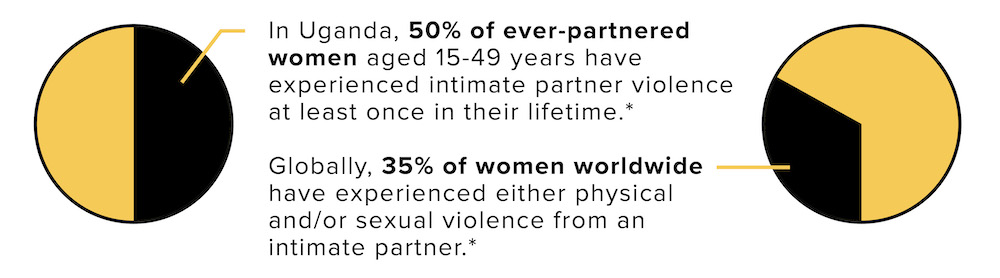 In Uganda, 50% of ever-partnered
women aged 15-49 years have
experienced intimate partner violence
at least once in their lifetime.*
Globally, 35% of women worldwide
have experienced either physical
and/or sexual violence from an
intimate partner.*